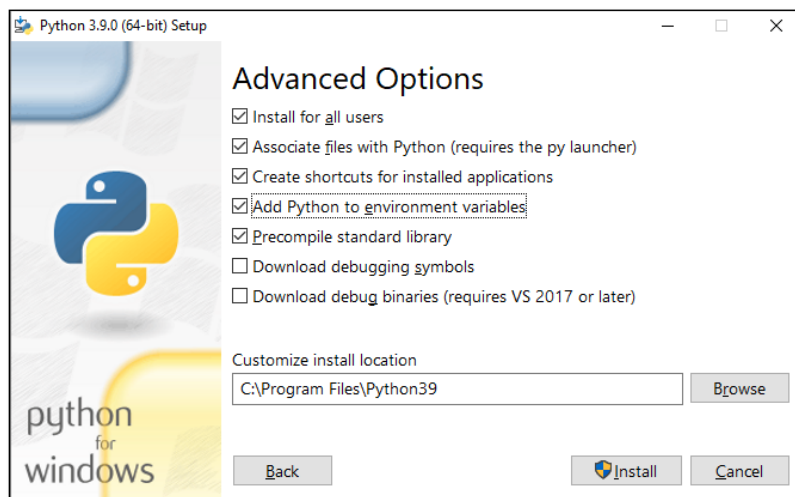 Python 3.9.0 (64-bit) Setup
Advanced Options
Install for all users
Associate files with Python (requires the py launcher)
Create shortcuts for installed applications
Add Python to environment variables
Precompile standard library
Download debugging symbols
Download debug binaries (requires VS 2017 or later)
Customize install location
C:\Program Files\Python39
Browse
python
for
windows
Back
Install
Cancel